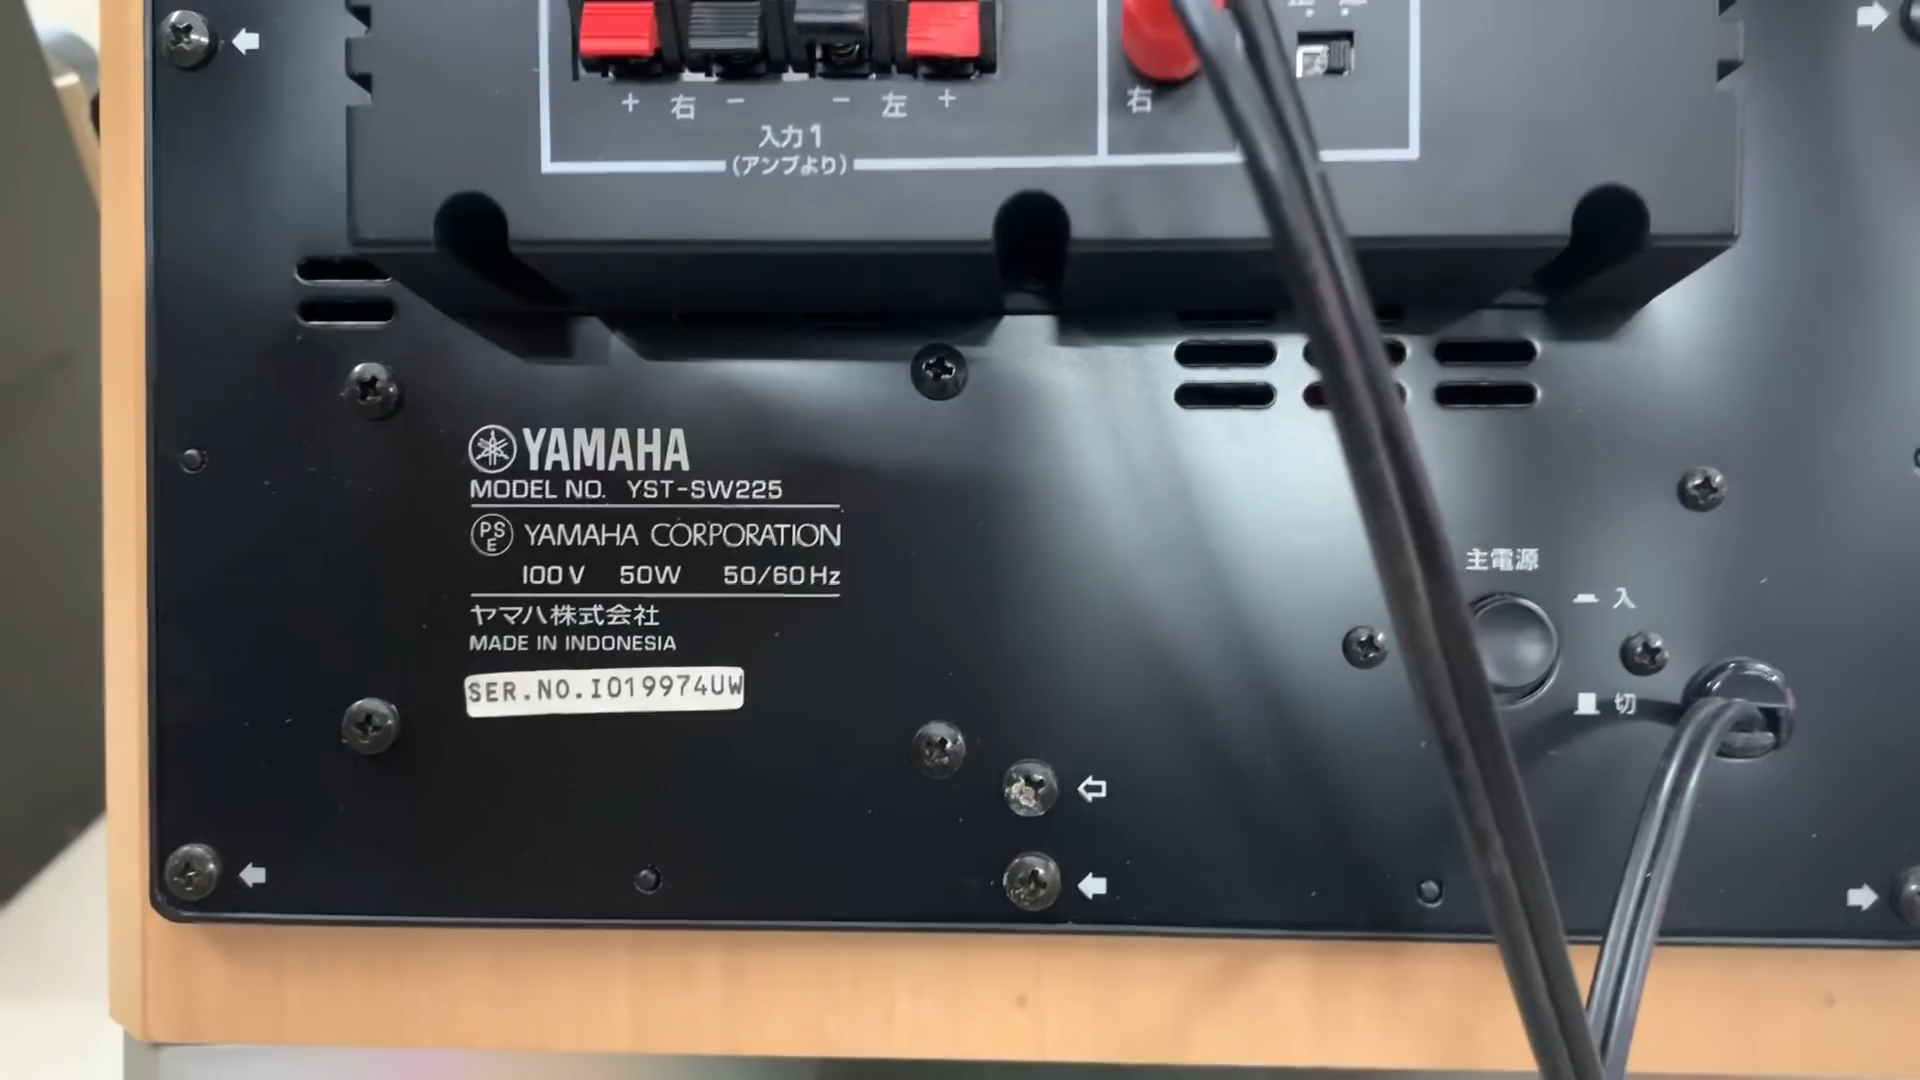 + 右 − − 左 +
右
入力1
(アンプより)
YAMAHA
MODEL NO. YST-SW225
PSE YAMAHA CORPORATION
100V 50W 50/60Hz
ヤマハ株式会社
MADE IN INDONESIA
SER.NO.I019974UW
主電源
入
切